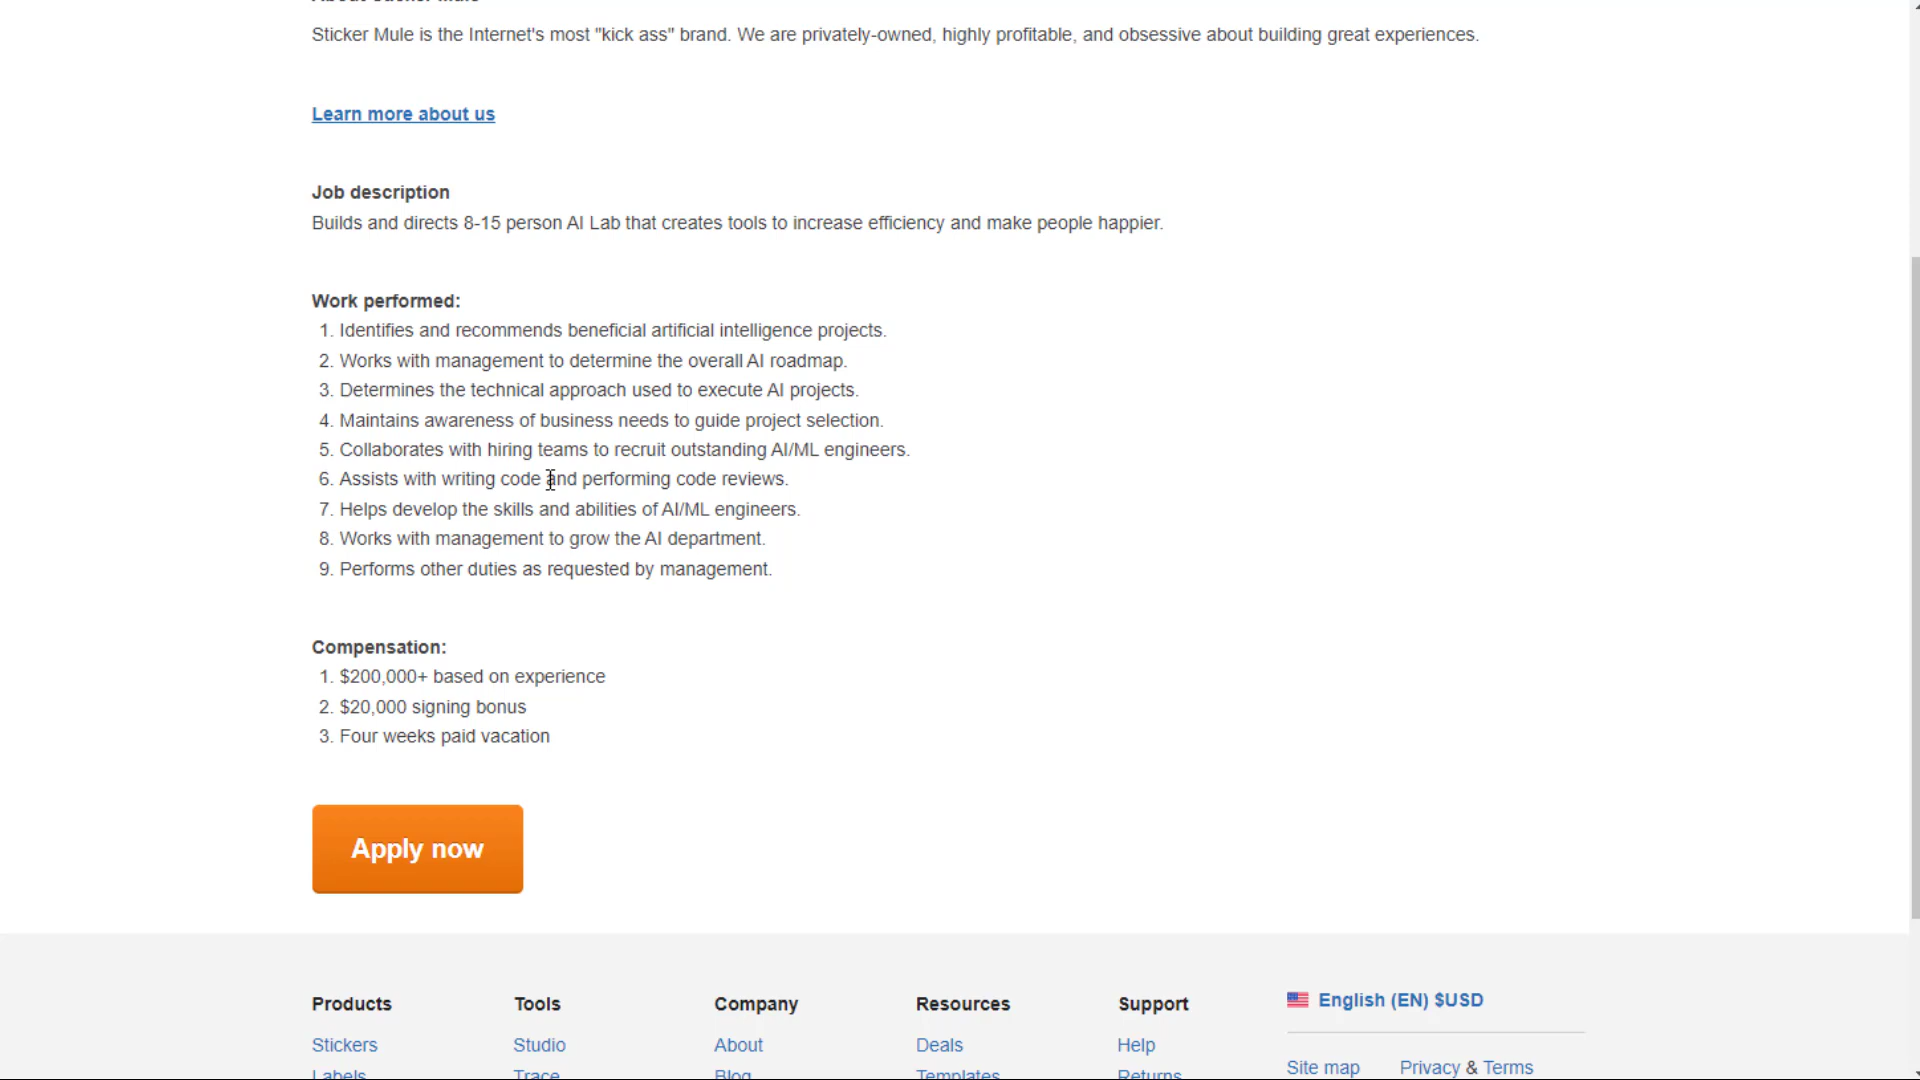 About Sticker Mule
Sticker Mule is the Internet's most "kick ass" brand. We are privately-owned, highly profitable, and obsessive about building great experiences.
Learn more about us
Job description
Builds and directs 8-15 person AI Lab that creates tools to increase efficiency and make people happier.
Work performed:
1. Identifies and recommends beneficial artificial intelligence projects.
2. Works with management to determine the overall AI roadmap.
3. Determines the technical approach used to execute AI projects.
4. Maintains awareness of business needs to guide project selection.
5. Collaborates with hiring teams to recruit outstanding AI/ML engineers.
6. Assists with writing code and performing code reviews.
7. Helps develop the skills and abilities of AI/ML engineers.
8. Works with management to grow the AI department.
9. Performs other duties as requested by management.
Compensation:
1. $200,000+ based on experience
2. $20,000 signing bonus
3. Four weeks paid vacation
Apply now
Products Tools Company Resources Support English (EN) $USD
Stickers Studio About Deals Help
Labels Trace Blog Templates Returns Site map Privacy & Terms